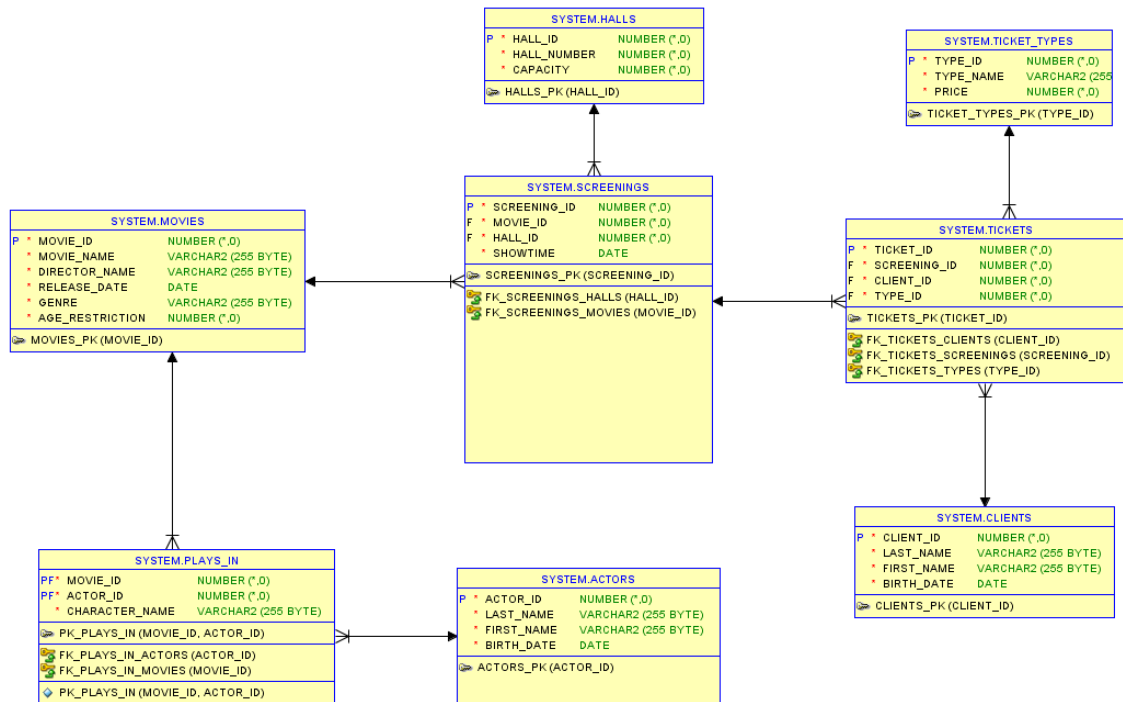 SYSTEM.HALLS
P * HALL_ID NUMBER (*,0)
* HALL_NUMBER NUMBER (*,0)
* CAPACITY NUMBER (*,0)
HALLS_PK (HALL_ID)
SYSTEM.TICKET_TYPES
P * TYPE_ID NUMBER (*,0)
* TYPE_NAME VARCHAR2 (255
* PRICE NUMBER (*,0)
TICKET_TYPES_PK (TYPE_ID)
SYSTEM.SCREENINGS
P * SCREENING_ID NUMBER (*,0)
F * MOVIE_ID NUMBER (*,0)
F * HALL_ID NUMBER (*,0)
* SHOWTIME DATE
SCREENINGS_PK (SCREENING_ID)
FK_SCREENINGS_HALLS (HALL_ID)
FK_SCREENINGS_MOVIES (MOVIE_ID)
SYSTEM.MOVIES
P * MOVIE_ID NUMBER (*,0)
* MOVIE_NAME VARCHAR2 (255 BYTE)
* DIRECTOR_NAME VARCHAR2 (255 BYTE)
* RELEASE_DATE DATE
* GENRE VARCHAR2 (255 BYTE)
* AGE_RESTRICTION NUMBER (*,0)
MOVIES_PK (MOVIE_ID)
SYSTEM.TICKETS
P * TICKET_ID NUMBER (*,0)
F * SCREENING_ID NUMBER (*,0)
F * CLIENT_ID NUMBER (*,0)
F * TYPE_ID NUMBER (*,0)
TICKETS_PK (TICKET_ID)
FK_TICKETS_CLIENTS (CLIENT_ID)
FK_TICKETS_SCREENINGS (SCREENING_ID)
FK_TICKETS_TYPES (TYPE_ID)
SYSTEM.CLIENTS
P * CLIENT_ID NUMBER (*,0)
* LAST_NAME VARCHAR2 (255 BYTE)
* FIRST_NAME VARCHAR2 (255 BYTE)
* BIRTH_DATE DATE
CLIENTS_PK (CLIENT_ID)
SYSTEM.PLAYS_IN
PF* MOVIE_ID NUMBER (*,0)
PF* ACTOR_ID NUMBER (*,0)
* CHARACTER_NAME VARCHAR2 (255 BYTE)
PK_PLAYS_IN (MOVIE_ID, ACTOR_ID)
FK_PLAYS_IN_ACTORS (ACTOR_ID)
FK_PLAYS_IN_MOVIES (MOVIE_ID)
PK_PLAYS_IN (MOVIE_ID, ACTOR_ID)
SYSTEM.ACTORS
P * ACTOR_ID NUMBER (*,0)
* LAST_NAME VARCHAR2 (255 BYTE)
* FIRST_NAME VARCHAR2 (255 BYTE)
* BIRTH_DATE DATE
ACTORS_PK (ACTOR_ID)